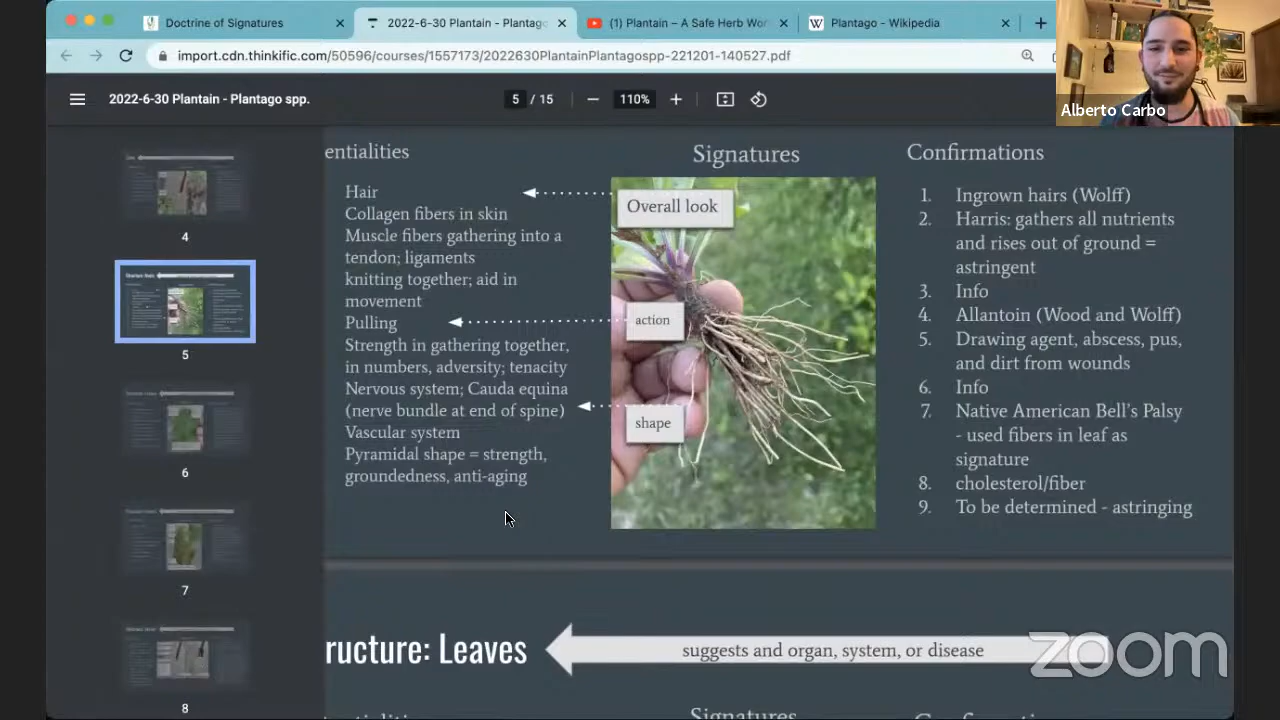 Doctrine of Signatures
2022-6-30 Plantain - Plantago
(1) Plantain – A Safe Herb Wor
Plantago - Wikipedia
import.cdn.thinkific.com/50596/courses/1557173/2022630PlantainPlantagospp-221201-140527.pdf
2022-6-30 Plantain - Plantago spp.
5 / 15
110%
Alberto Carbo
4
5
6
7
8
entialities
Hair
Collagen fibers in skin
Muscle fibers gathering into a
tendon; ligaments
knitting together; aid in
movement
Pulling
Strength in gathering together,
in numbers, adversity; tenacity
Nervous system; Cauda equina
(nerve bundle at end of spine)
Vascular system
Pyramidal shape = strength,
groundedness, anti-aging
Signatures
Overall look
action
shape
Confirmations
1. Ingrown hairs (Wolff)
2. Harris: gathers all nutrients
and rises out of ground =
astringent
3. Info
4. Allantoin (Wood and Wolff)
5. Drawing agent, abscess, pus,
and dirt from wounds
6. Info
7. Native American Bell's Palsy
- used fibers in leaf as
signature
8. cholesterol/fiber
9. To be determined - astringing
ructure: Leaves
suggests and organ, system, or disease
zoom
Signatures